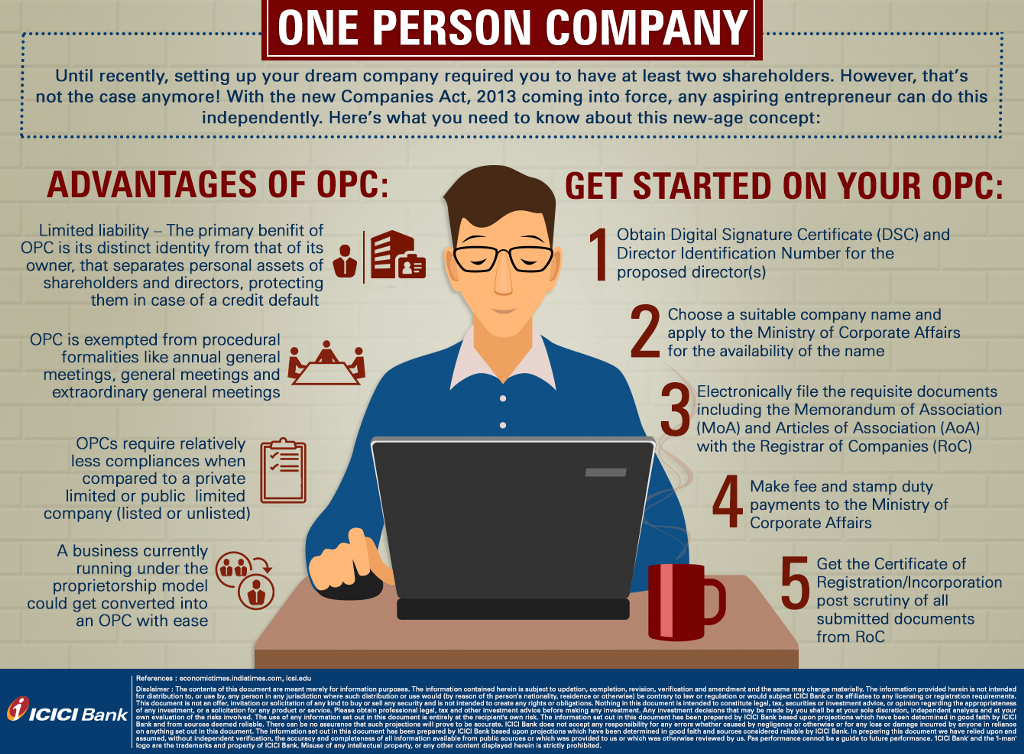 ONE PERSON COMPANY
Until recently, setting up your dream company required you to have at least two shareholders. However, that's
not the case anymore! With the new Companies Act, 2013 coming into force, any aspiring entrepreneur can do this
independently. Here's what you need to know about this new-age concept:
ADVANTAGES OF OPC:
Limited liability – The primary benifit of
OPC is its distinct identity from that of its
owner, that separates personal assets of
shareholders and directors, protecting
them in case of a credit default
OPC is exempted from procedural
formalities like annual general
meetings, general meetings and
extraordinary general meetings
OPCs require relatively
less compliances when
compared to a private
limited or public limited
company (listed or unlisted)
A business currently
running under the
proprietorship model
could get converted into
an OPC with ease
GET STARTED ON YOUR OPC:
1
Obtain Digital Signature Certificate (DSC) and
Director Identification Number for the
proposed director(s)
2
Choose a suitable company name and
apply to the Ministry of Corporate Affairs
for the availability of the name
3
Electronically file the requisite documents
including the Memorandum of Association
(MoA) and Articles of Association (AoA)
with the Registrar of Companies (RoC)
4
Make fee and stamp duty
payments to the Ministry of
Corporate Affairs
5
Get the Certificate of
Registration/Incorporation
post scrutiny of all
submitted documents
from RoC
ICICI Bank
References : economictimes.indiatimes.com, icsi.edu
Disclaimer : The contents of this document are meant merely for information purposes. The information contained herein is subject to updation, completion, revision, verification and amendment and the same may change materially. The information provided herein is not intended
for distribution to, or use by, any person in any jurisdiction where such distribution or use would (by reason of that person's nationality, residence or otherwise) be contrary to law or regulation or would subject ICICI Bank or its affiliates to any licensing or registration requirements.
This document is not an offer, invitation or solicitation of any kind to buy or sell any security and is not intended to create any rights or obligations. Nothing in this document is intended to constitute legal, tax, securities or investment advice, or opinion regarding the appropriateness
of any investment, or a solicitation for any product or service. Please obtain professional legal, tax and other investment advice before making any investment. Any investment decisions that may be made by you shall be at your sole discretion, independent analysis and at your
own evaluation of the risks involved. The use of any information set out in this document is entirely at the recipient's own risk. The information set out in this document has been prepared by ICICI Bank based upon projections which have been determined in good faith by ICICI
Bank and from sources deemed reliable. There can be no assurance that such projections will prove to be accurate. ICICI Bank does not accept any responsibility for any errors whether caused by negligence or otherwise or for any loss or damage incurred by anyone in reliance
on anything set out in this document. The information set out in this document has been prepared by ICICI Bank based upon projections which have been determined in good faith and sources considered reliable by ICICI Bank. In preparing this document we have relied upon and
assumed, without independent verification, the accuracy and completeness of all information available from public sources or which was provided to us or which was otherwise reviewed by us. Pas performance cannot be a guide to future performance. 'ICICI Bank' and the 'I-man'
logo are the trademarks and property of ICICI Bank. Misuse of any intellectual property, or any other content displayed herein is strictly prohibited.